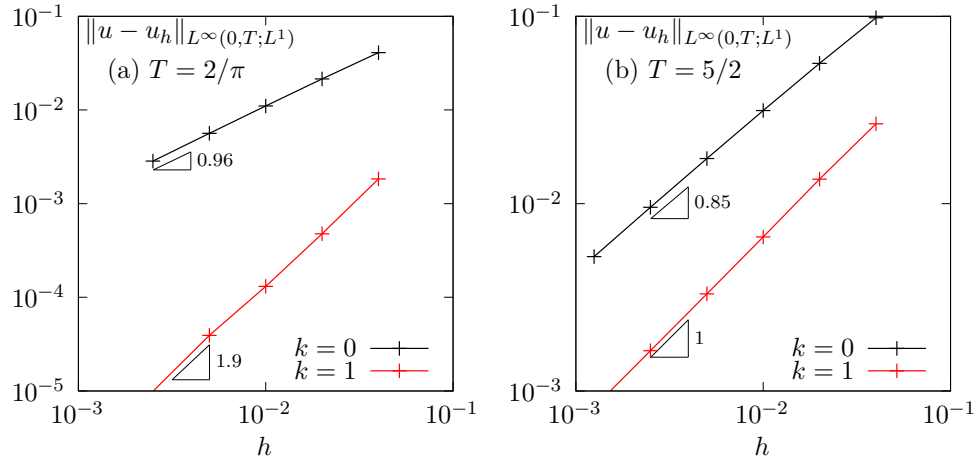 10^{-1}
‖u − u_h‖_{L^∞(0,T;L^1)}
(a) T = 2/π
10^{-2}
0.96
10^{-3}
10^{-4}
k = 0
1.9
k = 1
10^{-5}
10^{-3} 10^{-2} 10^{-1}
h
10^{-1}
‖u − u_h‖_{L^∞(0,T;L^1)}
(b) T = 5/2
10^{-2}
0.85
1
k = 0
k = 1
10^{-3}
10^{-3} 10^{-2} 10^{-1}
h